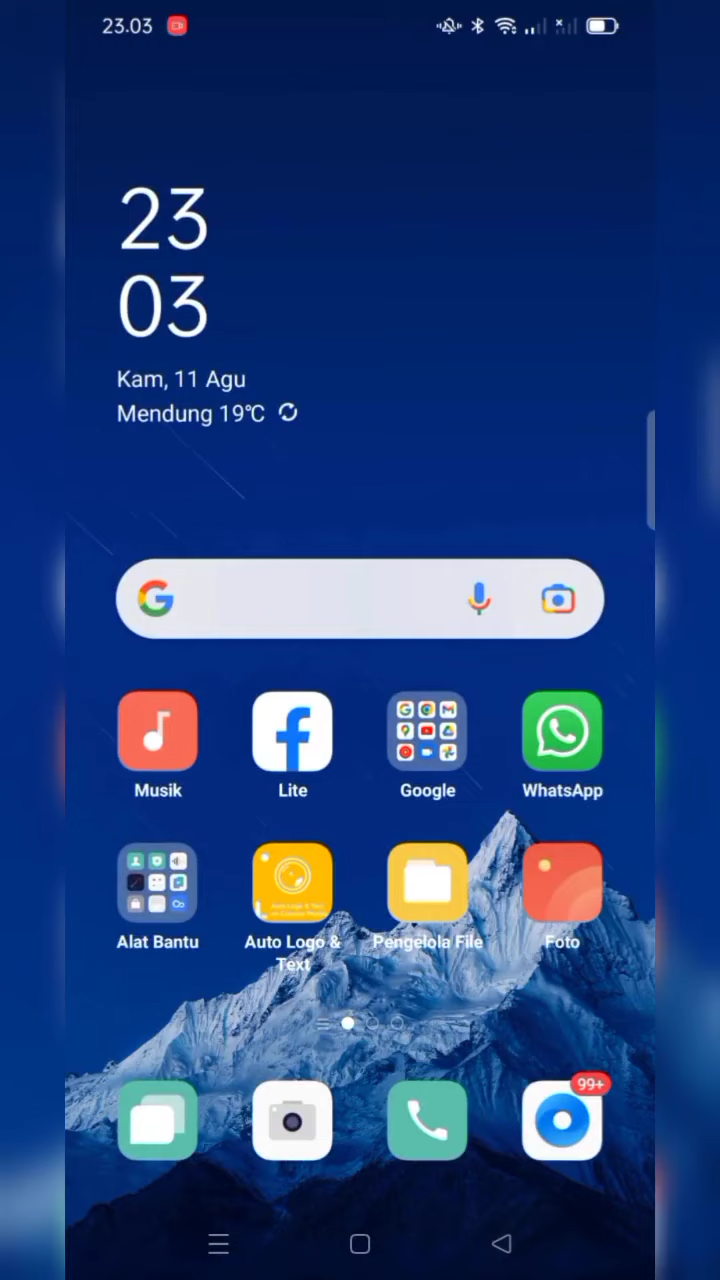 23.03
23
03
Kam, 11 Agu
Mendung 19°C
Musik
Lite
Google
WhatsApp
Alat Bantu
Auto Logo &
Text
Pengelola File
Foto
99+